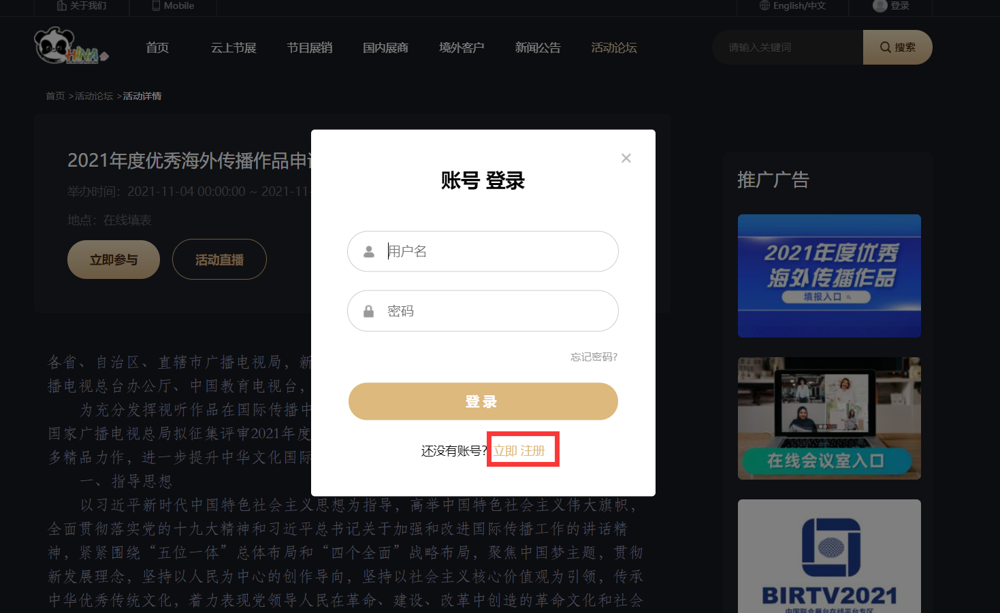 关于我们
Mobile
English/中文
登录
首页
云上节展
节目展销
国内展商
境外客户
新闻公告
活动论坛
请输入关键词
搜索
首页 >活动论坛 >活动详情
2021年度优秀海外传播作品申
举办时间：2021-11-04 00:00:00 ~ 2021-11-
地点：在线填表
立即参与
活动直播
账号 登录
用户名
密码
忘记密码?
登 录
还没有账号?立即 注册
各省、自治区、直辖市广播电视局，新
播电视总台办公厅、中国教育电视台，
为充分发挥视听作品在国际传播中
国家广播电视总局拟征集评审2021年度
多精品力作，进一步提升中华文化国际
一、指导思想
以习近平新时代中国特色社会主义思想为指导，高举中国特色社会主义伟大旗帜，
全面贯彻落实党的十九大精神和习近平总书记关于加强和改进国际传播工作的讲话精
神，紧紧围绕“五位一体”总体布局和“四个全面”战略布局，聚焦中国梦主题，贯彻
新发展理念，坚持以人民为中心的创作导向，坚持以社会主义核心价值观为引领，传承
中华优秀传统文化，着力表现党领导人民在革命、建设、改革中创造的革命文化和社会
推广广告
2021年度优秀
海外传播作品
填报入口
在线会议室入口
BIRTV2021